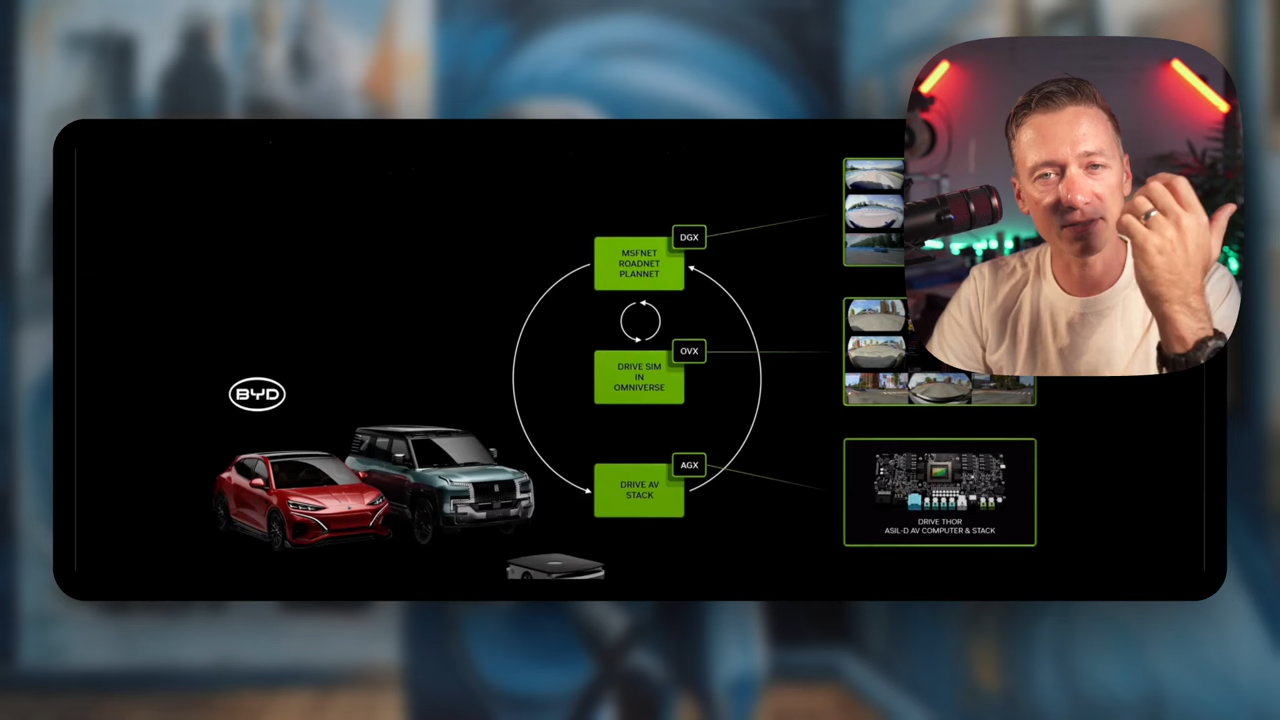 DGX
MSFNET
ROADNET
PLANNET
OVX
DRIVE SIM
IN
OMNIVERSE
BYD
AGX
DRIVE AV
STACK
DRIVE THOR
ASIL-D AV COMPUTER & STACK